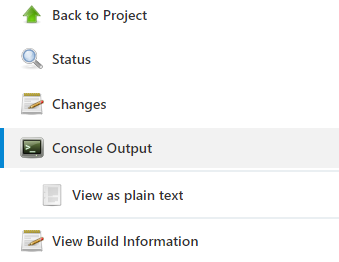 Back to Project
Status
Changes
Console Output
View as plain text
View Build Information